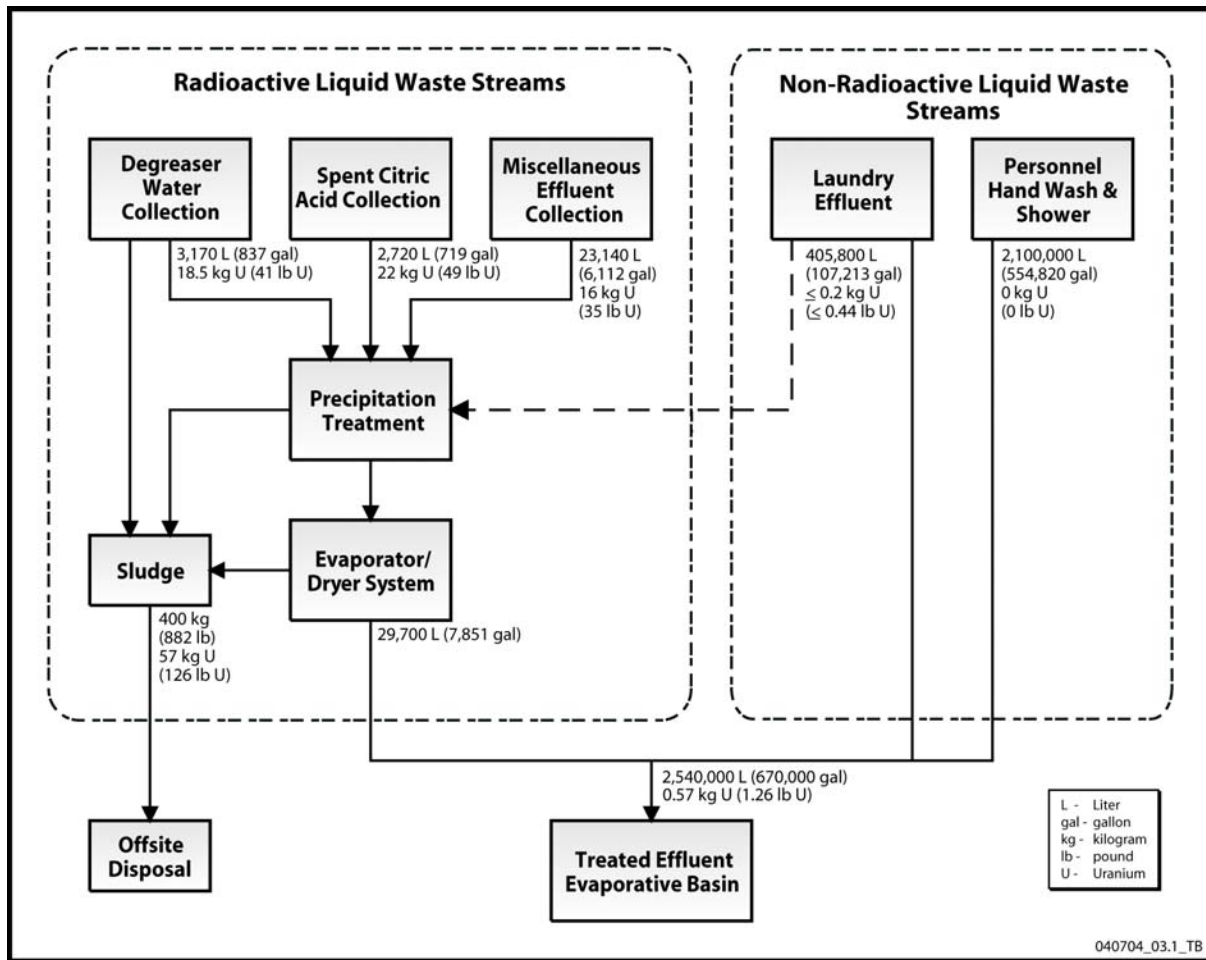 Radioactive Liquid Waste Streams
Non-Radioactive Liquid Waste
Streams
Degreaser
Water
Collection
Spent Citric
Acid Collection
Miscellaneous
Effluent
Collection
Laundry
Effluent
Personnel
Hand Wash &
Shower
3,170 L (837 gal)
18.5 kg U (41 lb U)
2,720 L (719 gal)
22 kg U (49 lb U)
23,140 L
(6,112 gal)
16 kg U
(35 lb U)
405,800 L
(107,213 gal)
≤ 0.2 kg U
(≤ 0.44 lb U)
2,100,000 L
(554,820 gal)
0 kg U
(0 lb U)
Precipitation
Treatment
Sludge
Evaporator/
Dryer System
400 kg
(882 lb)
57 kg U
(126 lb U)
29,700 L (7,851 gal)
2,540,000 L (670,000 gal)
0.57 kg U (1.26 lb U)
Offsite
Disposal
Treated Effluent
Evaporative Basin
L - Liter
gal - gallon
kg - kilogram
lb - pound
U - Uranium
040704_03.1_TB